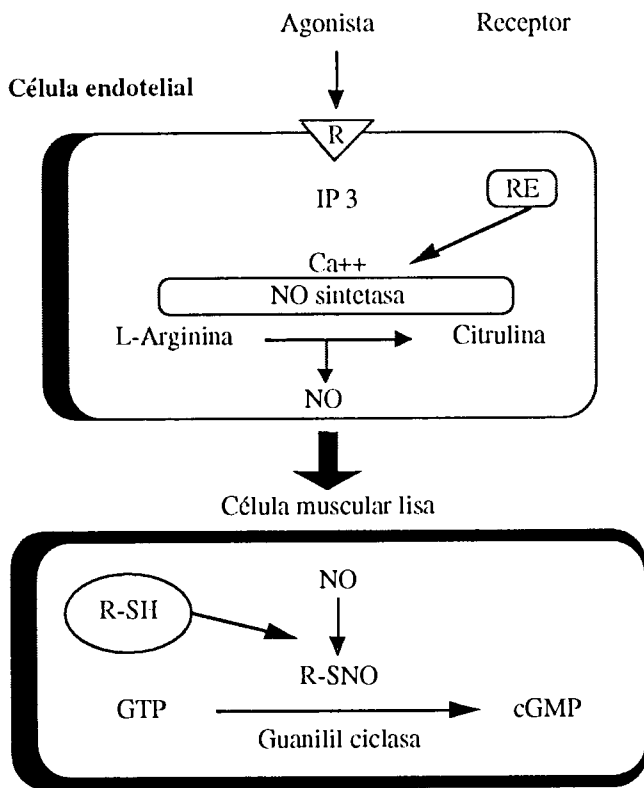 Agonista Receptor
Célula endotelial
R
IP 3
RE
Ca++
NO sintetasa
L-Arginina Citrulina
NO
Célula muscular lisa
NO
R-SH
R-SNO
GTP cGMP
Guanilil ciclasa